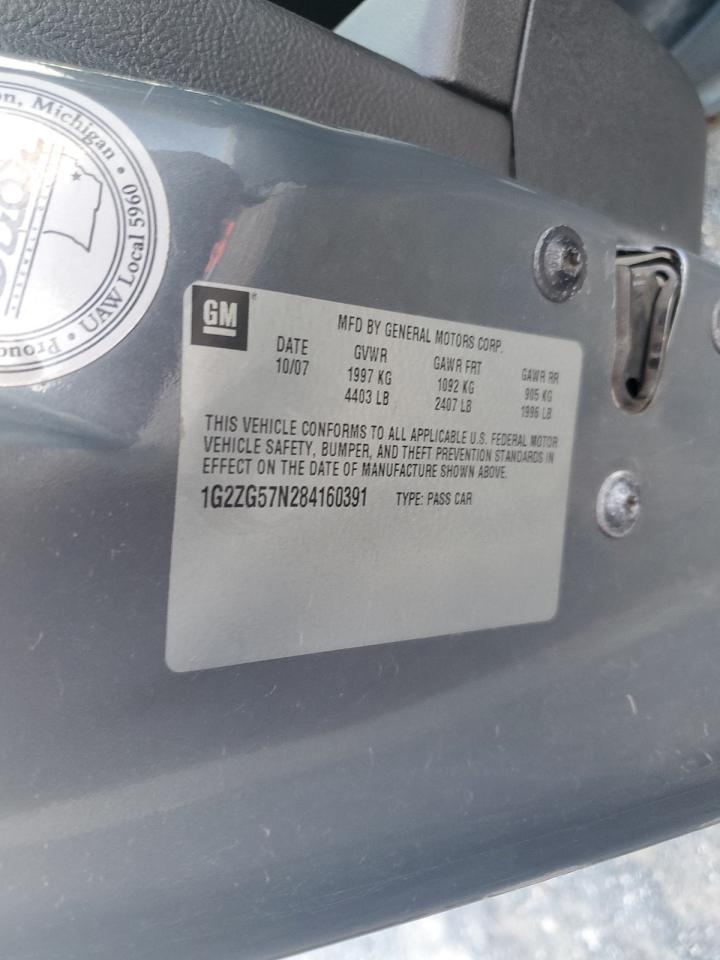 on, Michigan •
UAW Local 5960
• Proud
GM
MFD BY GENERAL MOTORS CORP.
DATE GVWR GAWR FRT GAWR RR
10/07 1997 KG 1092 KG 905 KG
4403 LB 2407 LB 1996 LB
THIS VEHICLE CONFORMS TO ALL APPLICABLE U.S. FEDERAL MOTOR
VEHICLE SAFETY, BUMPER, AND THEFT PREVENTION STANDARDS IN
EFFECT ON THE DATE OF MANUFACTURE SHOWN ABOVE.
1G2ZG57N284160391 TYPE: PASS CAR